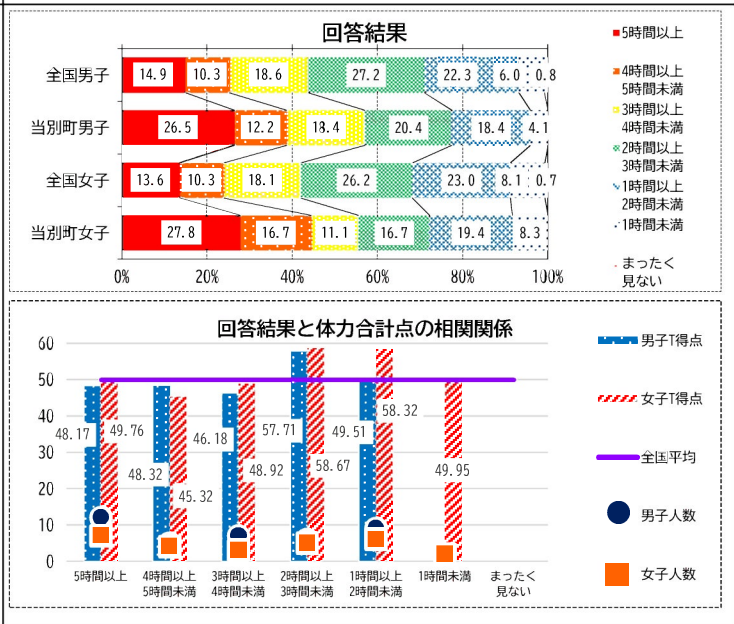 回答結果
全国男子
14.9
10.3
18.6
27.2
22.3
6.0
0.8
当別町男子
26.5
12.2
18.4
20.4
18.4
4.1
全国女子
13.6
10.3
18.1
26.2
23.0
8.1
0.7
当別町女子
27.8
16.7
11.1
16.7
19.4
8.3
0%
20%
40%
60%
80%
100%
5時間以上
4時間以上
5時間未満
3時間以上
4時間未満
2時間以上
3時間未満
1時間以上
2時間未満
1時間未満
まったく
見ない
回答結果と体力合計点の相関関係
60
50
40
30
20
10
0
48.17
49.76
48.32
45.32
46.18
48.92
57.71
58.67
49.51
58.32
49.95
5時間以上
4時間以上
5時間未満
3時間以上
4時間未満
2時間以上
3時間未満
1時間以上
2時間未満
1時間未満
まったく
見ない
男子T得点
女子T得点
全国平均
男子人数
女子人数